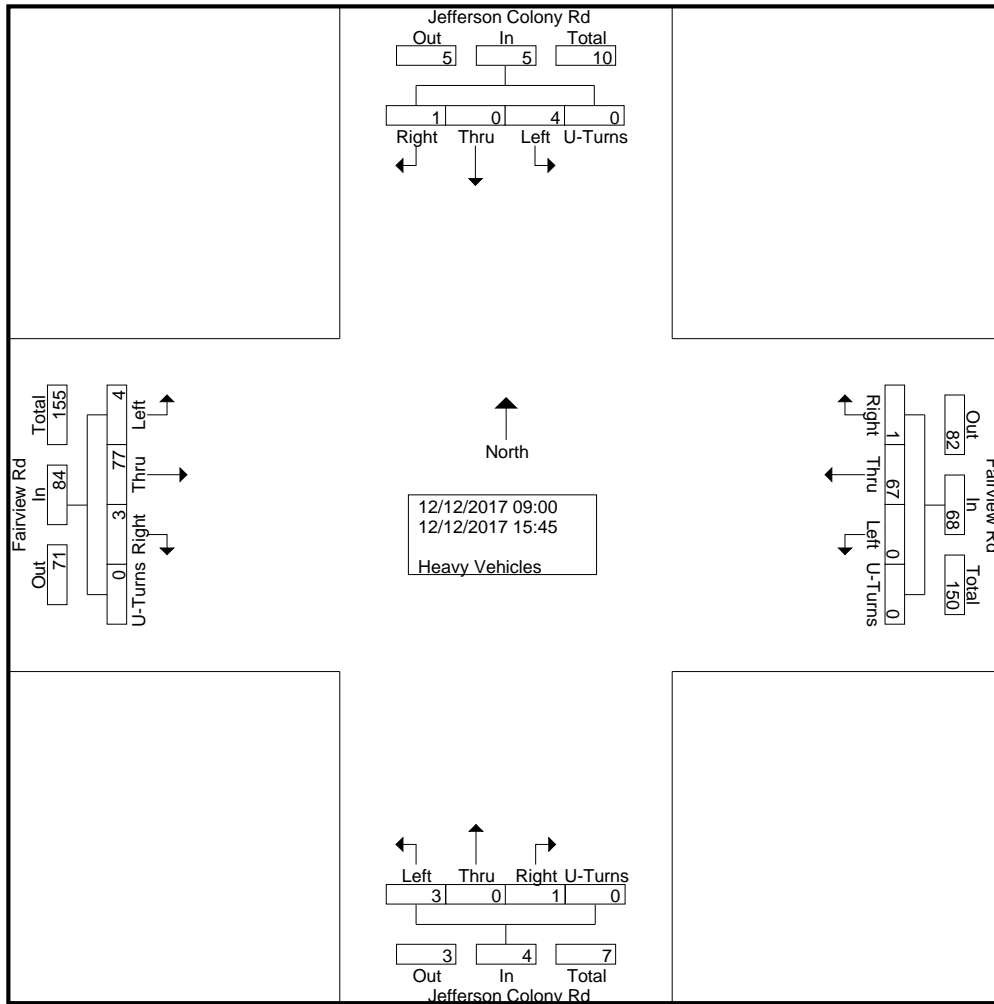 Jefferson Colony Rd
Out In Total
5 5 10
1 0 4 0
Right Thru Left U-Turns
Fairview Rd
Total In Out
155 84 71
4 77 3 0
Left Thru Right U-Turns
North
12/12/2017 09:00
12/12/2017 15:45
Heavy Vehicles
Right Thru Left U-Turns
1 67 0 0
Out In Total
82 68 150
Fairview Rd
Left Thru Right U-Turns
3 0 1 0
3 4 7
Out In Total
Jefferson Colony Rd